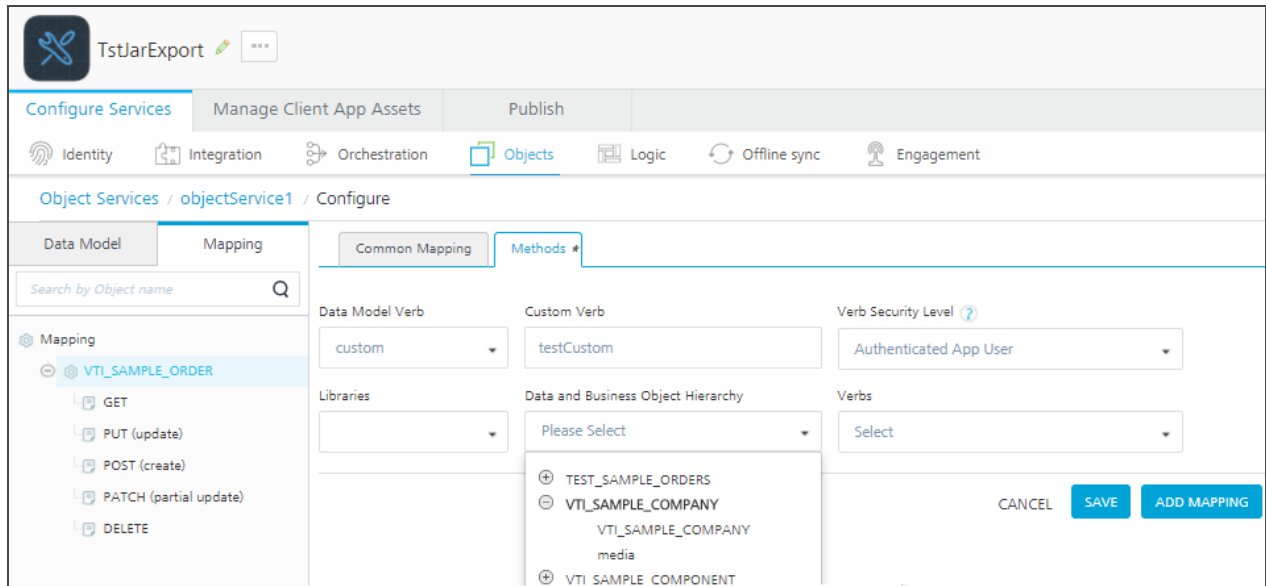 TstJarExport
Configure Services Manage Client App Assets Publish
Identity Integration Orchestration Objects Logic Offline sync Engagement
Object Services / objectService1 / Configure
Data Model Mapping Common Mapping Methods *
Search by Object name
Data Model Verb Custom Verb Verb Security Level ?
Mapping custom testCustom Authenticated App User
VTI_SAMPLE_ORDER
Libraries Data and Business Object Hierarchy Verbs
GET
PUT (update) Please Select Select
POST (create)
TEST_SAMPLE_ORDERS
PATCH (partial update) VTI_SAMPLE_COMPANY CANCEL SAVE ADD MAPPING
DELETE VTI_SAMPLE_COMPANY
media
VTI_SAMPLE_COMPONENT